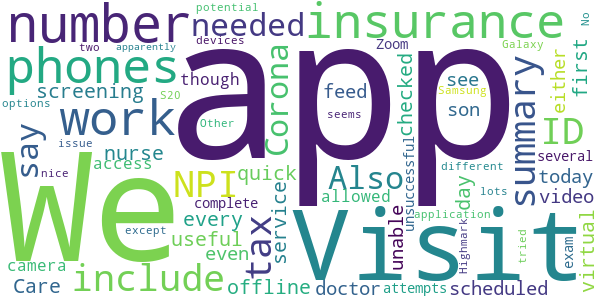 potential
No
number
needed
insurance
two
apparently
Zoom
Galaxy
phones
devices
app
Corona
first
screening
though
checked
see
either
S20
feed
Samsung
options
work
seems
son
say
Other
summary
ID
issue
nurse
quick
unsuccessful
different
several
We
access
NPI
Also
day
today
nice
complete
allowed
lots
tax
service
application
video
every
Visit
virtual
except
useful
even
unable
Highmark
tried
exam
camera
Care
include
offline
doctor
attempts
scheduled